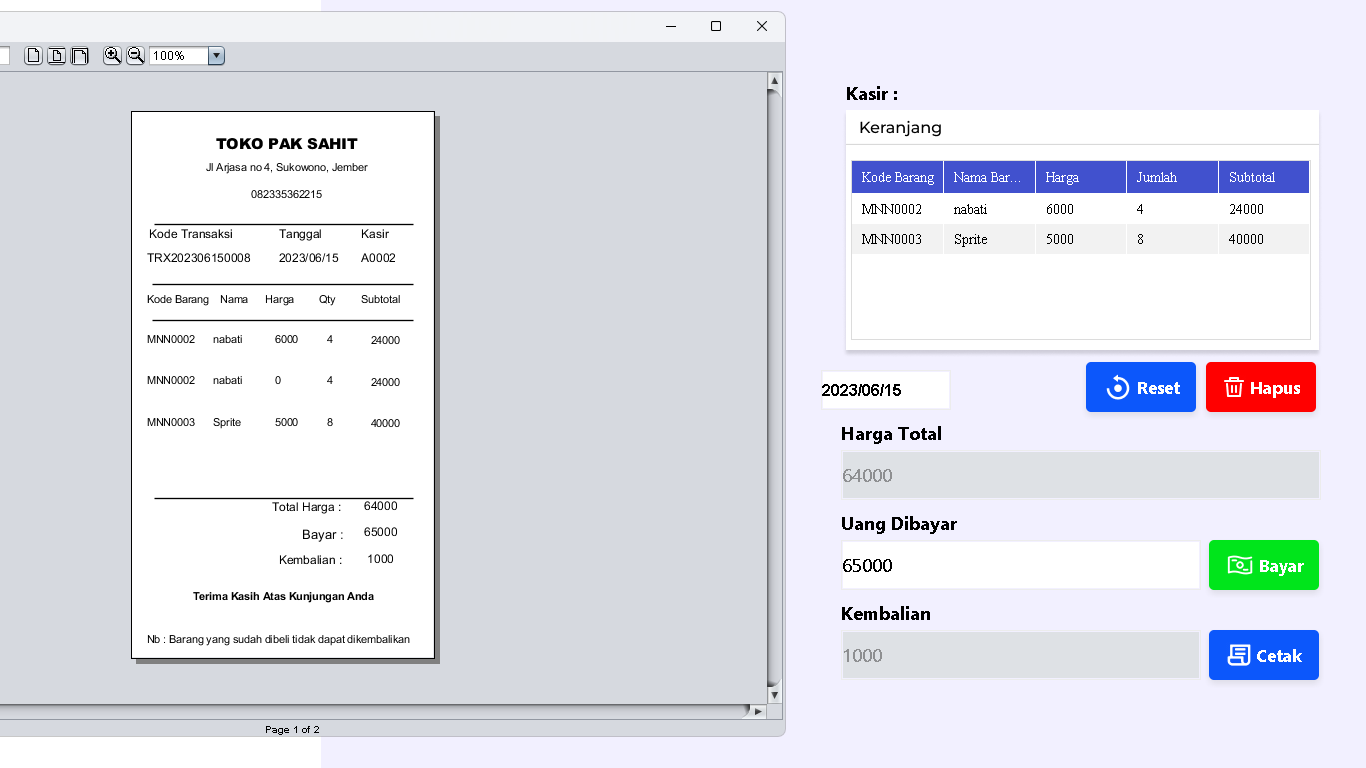 100%
TOKO PAK SAHIT
Jl Arjasa no 4, Sukowono, Jember
082335362215
Kode Transaksi Tanggal Kasir
TRX202306150008 2023/06/15 A0002
Kode Barang Nama Harga Qty Subtotal
MNN0002 nabati 6000 4 24000
MNN0002 nabati 0 4 24000
MNN0003 Sprite 5000 8 40000
Total Harga : 64000
Bayar : 65000
Kembalian : 1000
Terima Kasih Atas Kunjungan Anda
Nb : Barang yang sudah dibeli tidak dapat dikembalikan
Page 1 of 2
Kasir :
Keranjang
Kode Barang Nama Bar... Harga Jumlah Subtotal
MNN0002 nabati 6000 4 24000
MNN0003 Sprite 5000 8 40000
2023/06/15 Reset Hapus
Harga Total
64000
Uang Dibayar
65000 Bayar
Kembalian
1000 Cetak